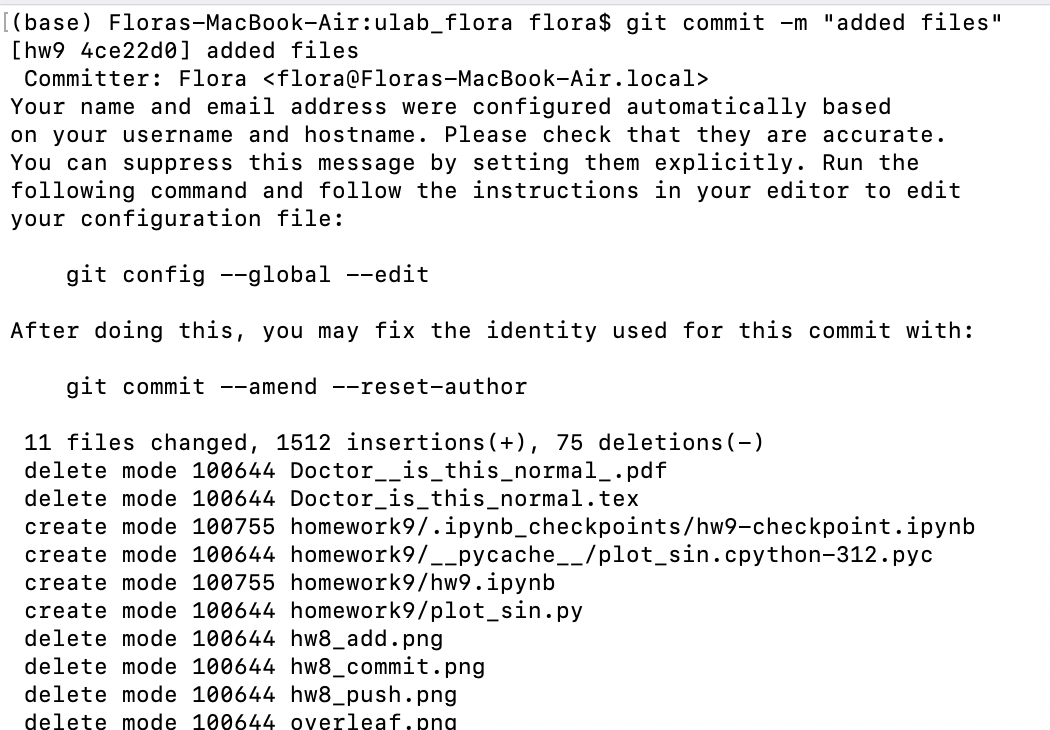 [(base) Floras-MacBook-Air:ulab_flora flora$ git commit -m "added files"
[hw9 4ce22d0] added files
 Committer: Flora <flora@Floras-MacBook-Air.local>
Your name and email address were configured automatically based
on your username and hostname. Please check that they are accurate.
You can suppress this message by setting them explicitly. Run the
following command and follow the instructions in your editor to edit
your configuration file:

    git config --global --edit

After doing this, you may fix the identity used for this commit with:

    git commit --amend --reset-author

 11 files changed, 1512 insertions(+), 75 deletions(-)
 delete mode 100644 Doctor__is_this_normal_.pdf
 delete mode 100644 Doctor_is_this_normal.tex
 create mode 100755 homework9/.ipynb_checkpoints/hw9-checkpoint.ipynb
 create mode 100644 homework9/__pycache__/plot_sin.cpython-312.pyc
 create mode 100755 homework9/hw9.ipynb
 create mode 100644 homework9/plot_sin.py
 delete mode 100644 hw8_add.png
 delete mode 100644 hw8_commit.png
 delete mode 100644 hw8_push.png
 delete mode 100644 overleaf.png